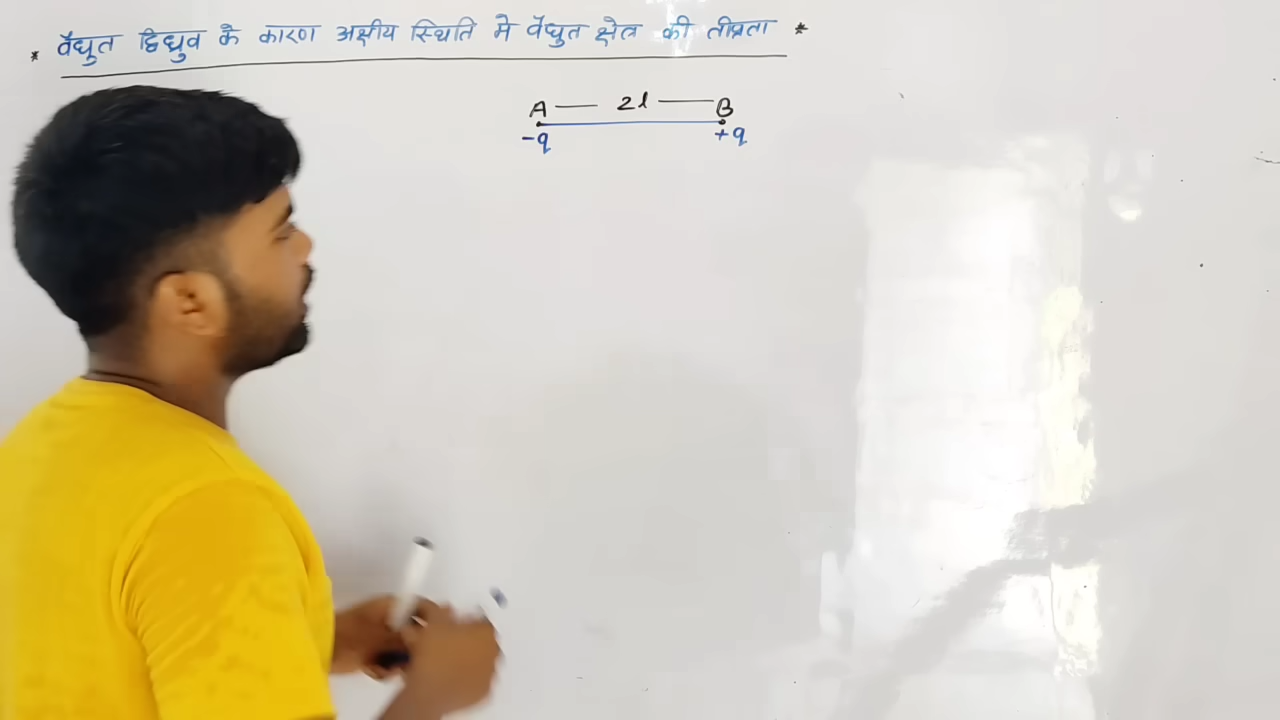 * वैद्युत द्विध्रुव के कारण अक्षीय स्थिति मे वैद्युत क्षेत्र की तीव्रता *
A — 2l — B
-q +q